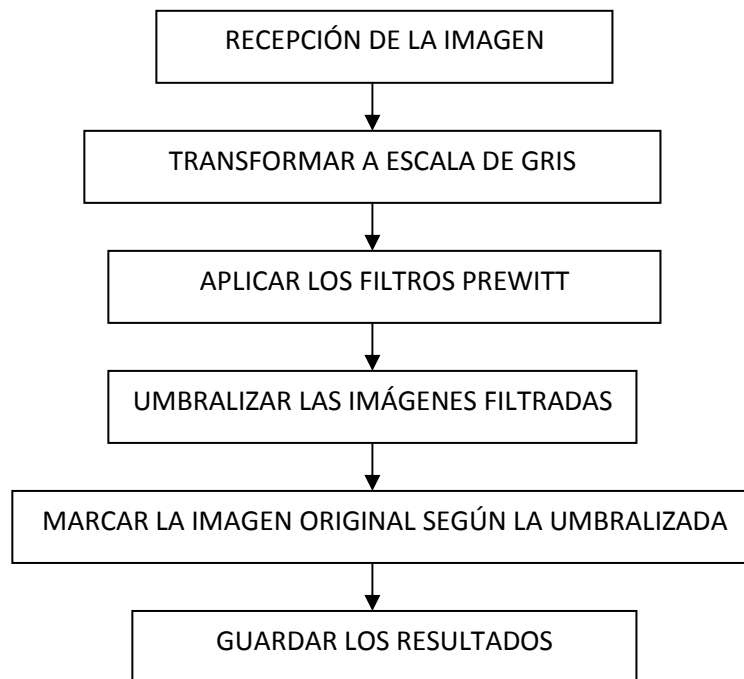 RECEPCIÓN DE LA IMAGEN
TRANSFORMAR A ESCALA DE GRIS
APLICAR LOS FILTROS PREWITT
UMBRALIZAR LAS IMÁGENES FILTRADAS
MARCAR LA IMAGEN ORIGINAL SEGÚN LA UMBRALIZADA
GUARDAR LOS RESULTADOS